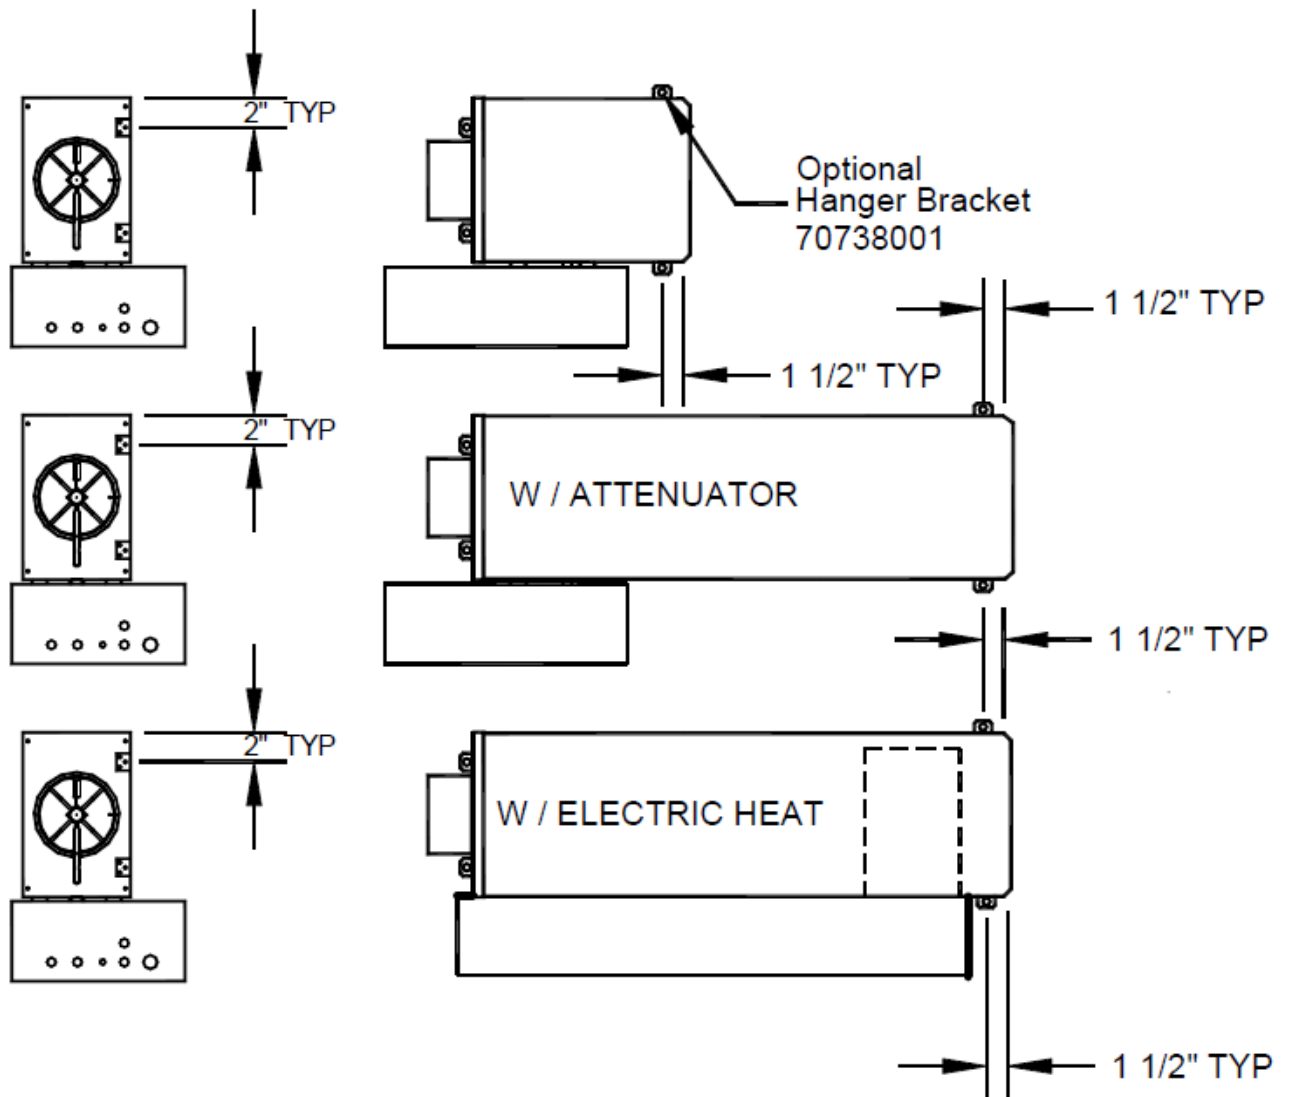 2" TYP
Optional
Hanger Bracket
70738001
1 1/2" TYP
1 1/2" TYP
2" TYP
W / ATTENUATOR
1 1/2" TYP
2" TYP
W / ELECTRIC HEAT
1 1/2" TYP